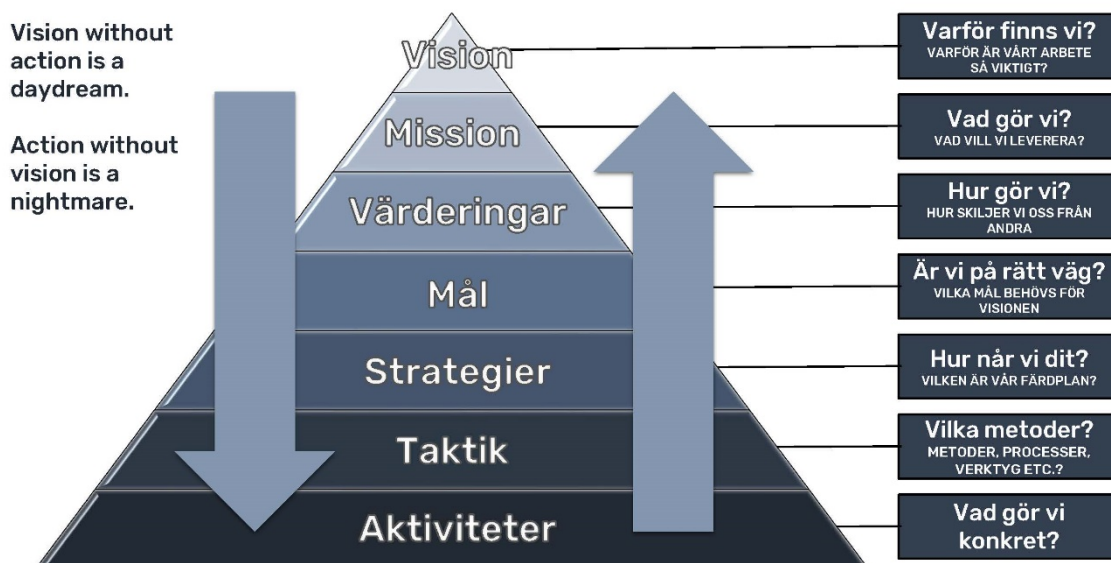 Vision without
action is a
daydream.
Action without
vision is a
nightmare.
Vision
Varför finns vi?
VARFÖR ÄR VÅRT ARBETE
SÅ VIKTIGT?
Mission
Vad gör vi?
VAD VILL VI LEVERERA?
Värderingar
Hur gör vi?
HUR SKILJER VI OSS FRÅN
ANDRA
Mål
Är vi på rätt väg?
VILKA MÅL BEHÖVS FÖR
VISIONEN
Strategier
Hur når vi dit?
VILKEN ÄR VÅR FÄRDPLAN?
Taktik
Vilka metoder?
METODER, PROCESSER,
VERKTYG ETC.?
Aktiviteter
Vad gör vi
konkret?